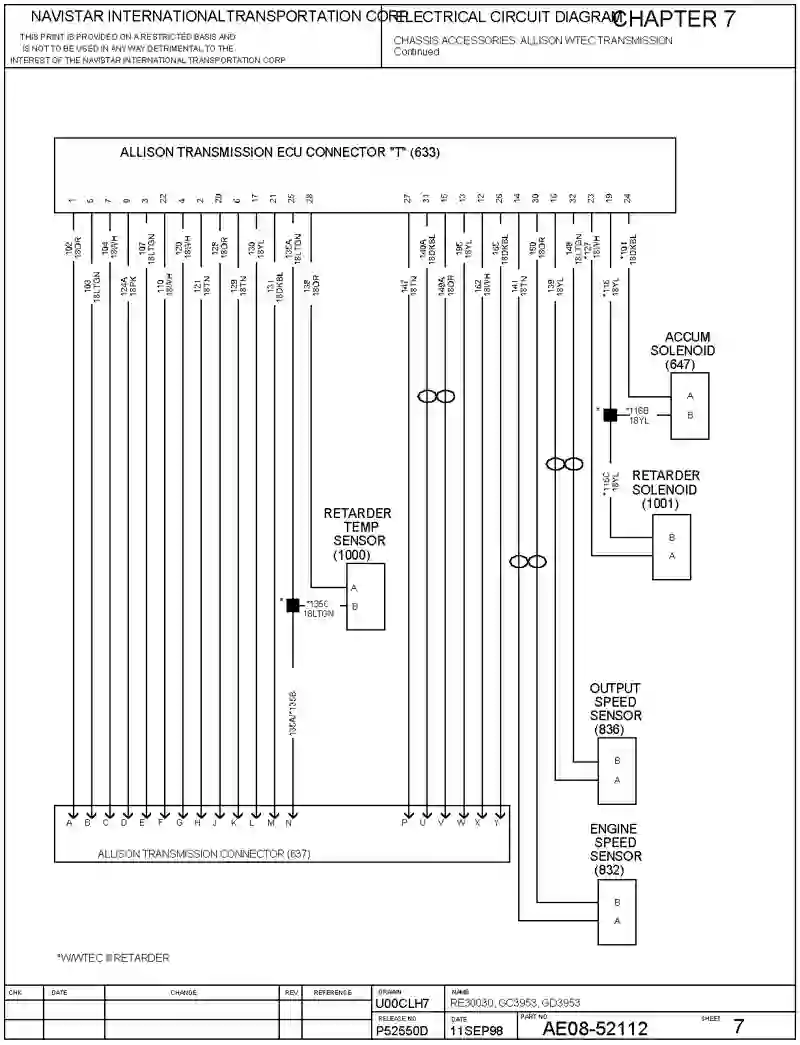 NAVISTAR INTERNATIONAL TRANSPORTATION CORP.
THIS PRINT IS PROVIDED ON A RESTRICTED BASIS AND
IS NOT TO BE USED IN ANY WAY DETRIMENTAL TO THE
INTEREST OF THE NAVISTAR INTERNATIONAL TRANSPORTATION CORP
ELECTRICAL CIRCUIT DIAGRAM
CHAPTER 7
CHASSIS ACCESSORIES: ALLISON WTEC TRANSMISSION
Continued
ALLISON TRANSMISSION ECU CONNECTOR "T" (633)
1 5 7 9 3 22 4 2 20 6 17 21 25 28 27 31 15 13 12 26 14 30 16 32 23 19 24
102 18OR
103 18LTGN
104 18WH
124A 18PK
107 18LTGN
110 18WH
120 18WH
121 18TN
128 18OR
129 18TN
130 18YL
131 18DKBL
135A 18LTGN
138 18OR
147 18TN
149A 18DKBL
18OR
195 18YL
162 18WH
165 18DKBL
141 18TN
150 18OR
139 18YL
148 18LTGN
*127 18WH
*116 18YL
*101 18DKBL
ACCUM
SOLENOID
(647)
A
B
*
*116B
18YL
*116C
18YL
RETARDER
SOLENOID
(1001)
B
A
RETARDER
TEMP
SENSOR
(1000)
A
B
*
*135C
18LTGN
135A/*135B
OUTPUT
SPEED
SENSOR
(836)
B
A
A B C D E F G H J K L M N P U V W X Y
ALLISON TRANSMISSION CONNECTOR (637)
ENGINE
SPEED
SENSOR
(832)
B
A
*W/WTEC III RETARDER
CHK DATE CHANGE REV REFERENCE
DRAWN
U00CLH7
NAME
RE30030, GC3953, GD3953
RELEASE NO
P52550D
DATE
11SEP98
PART NO
AE08-52112
SHEET
7